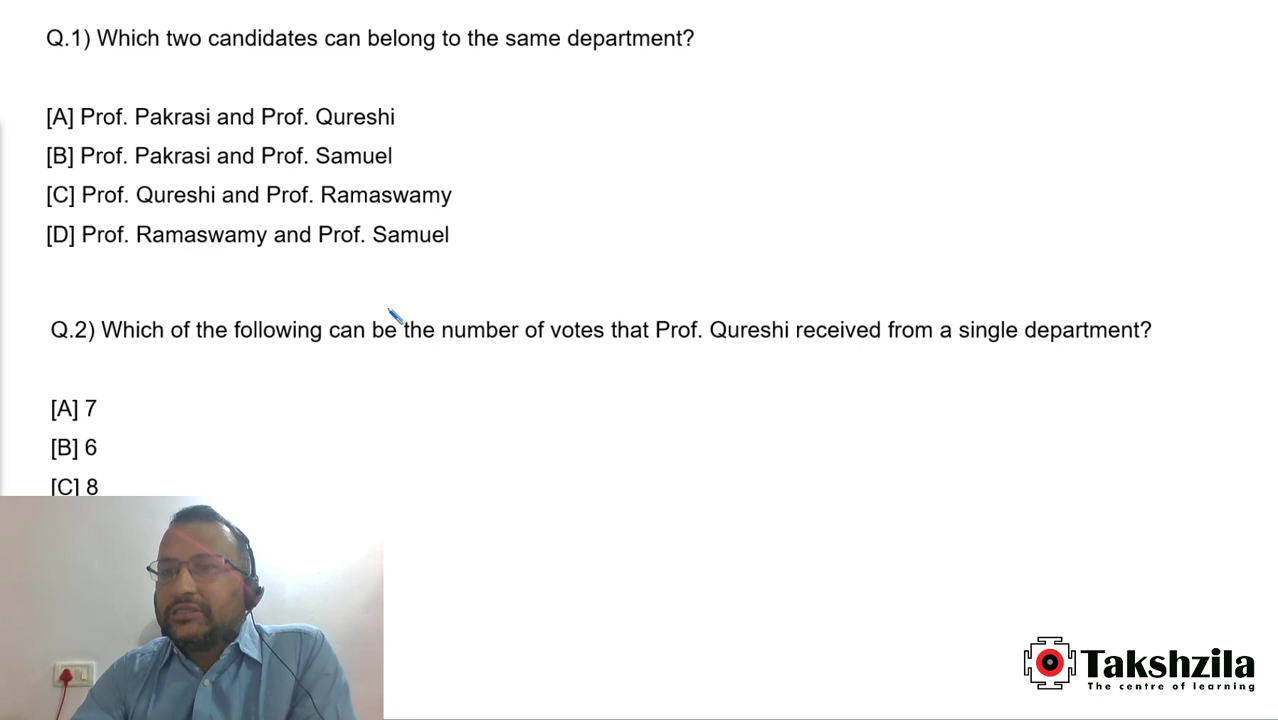 Q.1) Which two candidates can belong to the same department?
[A] Prof. Pakrasi and Prof. Qureshi
[B] Prof. Pakrasi and Prof. Samuel
[C] Prof. Qureshi and Prof. Ramaswamy
[D] Prof. Ramaswamy and Prof. Samuel
Q.2) Which of the following can be the number of votes that Prof. Qureshi received from a single department?
[A] 7
[B] 6
[C] 8
Takshzila
The centre of learning